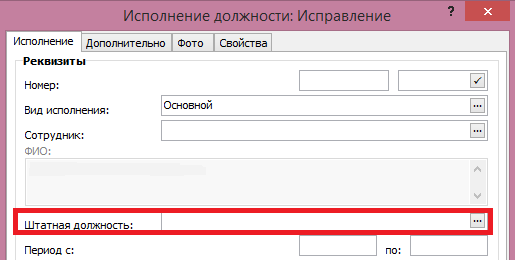 Исполнение должности: Исправление
Исполнение Дополнительно Фото Свойства
Реквизиты
Номер:
Вид исполнения: Основной ...
Сотрудник: ...
ФИО:
Штатная должность: ...
Период с: по: